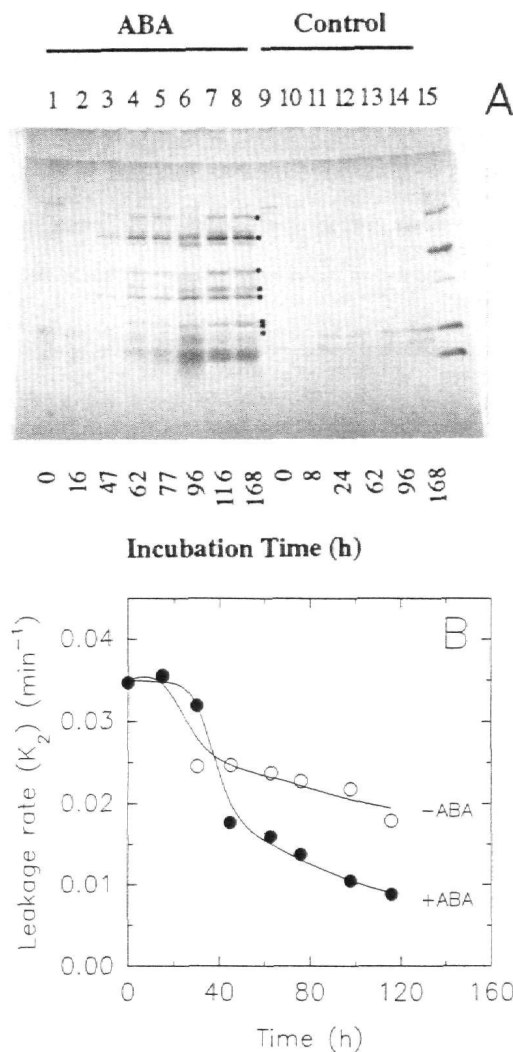 ABA Control
1 2 3 4 5 6 7 8 9 10 11 12 13 14 15 A
0 16 47 62 77 96 116 168 0 8 24 62 96 168
Incubation Time (h)
B
0.04
0.03
0.02
0.01
0.00
Leakage rate (K₂) (min⁻¹)
−ABA
+ABA
0 40 80 120 160
Time (h)